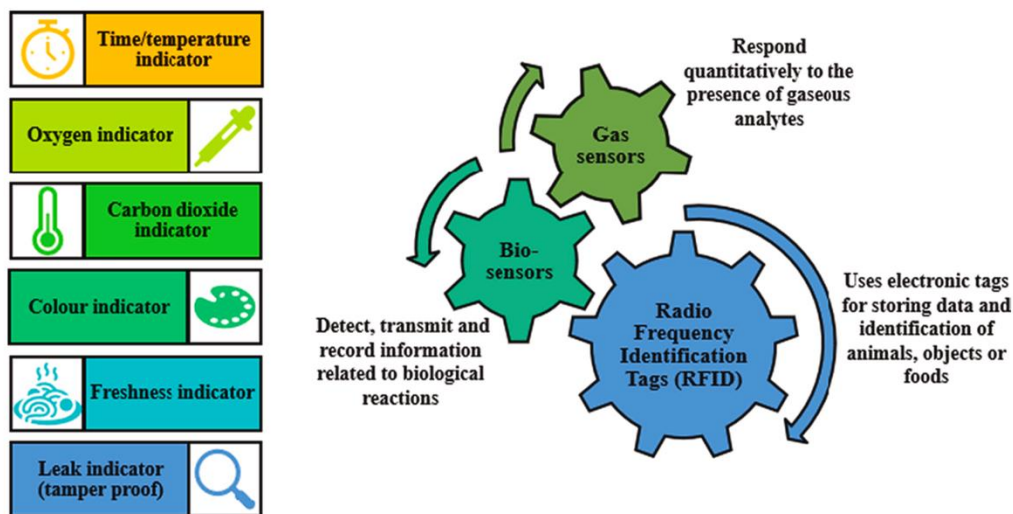 Time/temperature
indicator
Oxygen indicator
Carbon dioxide
indicator
Colour indicator
Freshness indicator
Leak indicator
(tamper proof)
Respond
quantitatively to the
presence of gaseous
analytes
Gas
sensors
Bio-
sensors
Detect, transmit and
record information
related to biological
reactions
Radio
Frequency
Identification
Tags (RFID)
Uses electronic tags
for storing data and
identification of
animals, objects or
foods